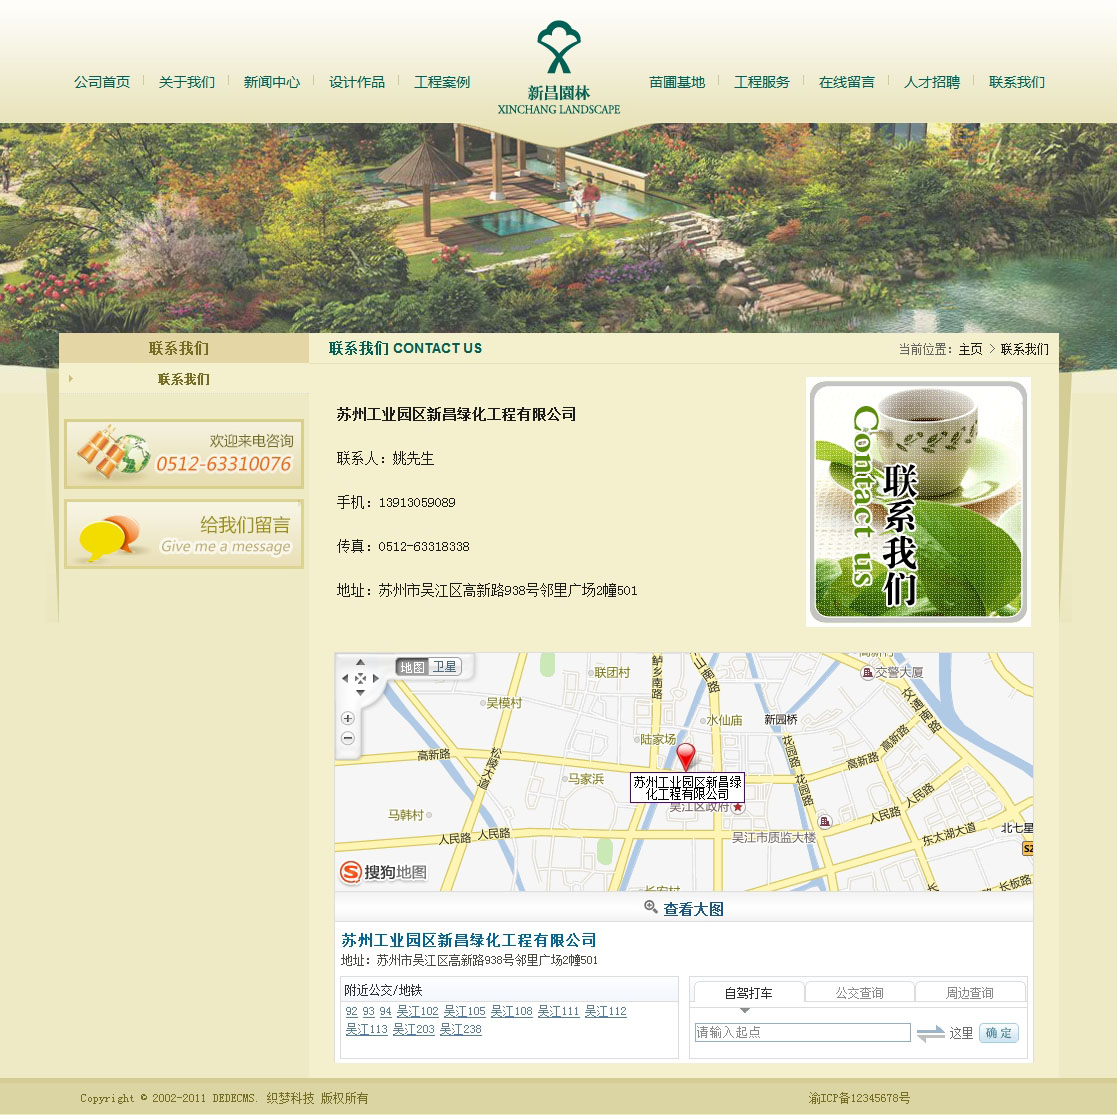 公司首页 关于我们 新闻中心 设计作品 工程案例
新昌園林
XINCHANG LANDSCAPE
苗圃基地 工程服务 在线留言 人才招聘 联系我们
联系我们
联系我们
欢迎来电咨询
0512-63310076
给我们留言
Give me a message
联系我们 CONTACT US
当前位置：主页 > 联系我们
苏州工业园区新昌绿化工程有限公司
联系人：姚先生
手机：13913059089
传真：0512-63318338
地址：苏州市吴江区高新路938号邻里广场2幢501
Contact us
联系我们
地图 卫星
联团村
鲈乡南路
交警大厦
吴模村
水仙庙
新园桥
交通南路
陆家场
花园路
高新路
高新路
松陵大道
高新路
马家浜
苏州工业园区新昌绿
化工程有限公司
花园路
吴江区政府
马韩村
人民路
人民路
人民路
人民路
吴江市质监大楼
东太湖大道
北七星
S2
搜狗地图
长板路
查看大图
苏州工业园区新昌绿化工程有限公司
地址：苏州市吴江区高新路938号邻里广场2幢501
附近公交/地铁
92 93 94 吴江102 吴江105 吴江108 吴江111 吴江112
吴江113 吴江203 吴江238
自驾打车 公交查询 周边查询
请输入起点 这里 确定
Copyright © 2002-2011 DEDECMS. 织梦科技 版权所有
渝ICP备12345678号